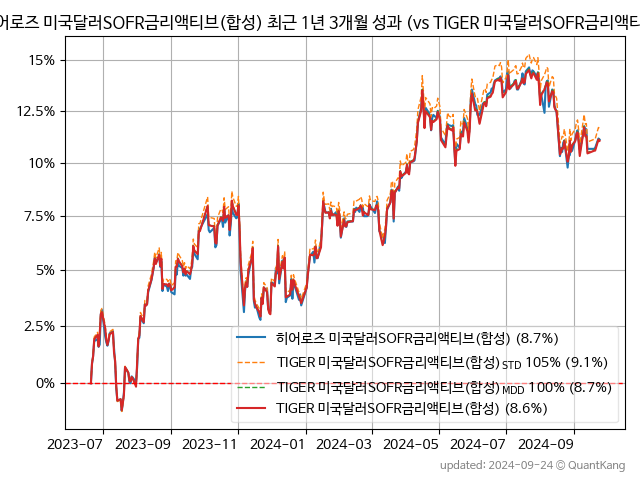 어로즈 미국달러SOFR금리액티브(합성) 최근 1년 3개월 성과 (vs TIGER 미국달러SOFR금리액티
15%
12.5%
10%
7.5%
5%
2.5%
0%
히어로즈 미국달러SOFR금리액티브(합성) (8.7%)
TIGER 미국달러SOFR금리액티브(합성)STD 105% (9.1%)
TIGER 미국달러SOFR금리액티브(합성)MDD 100% (8.7%)
TIGER 미국달러SOFR금리액티브(합성) (8.6%)
2023-07 2023-09 2023-11 2024-01 2024-03 2024-05 2024-07 2024-09
updated: 2024-09-24 © QuantKang